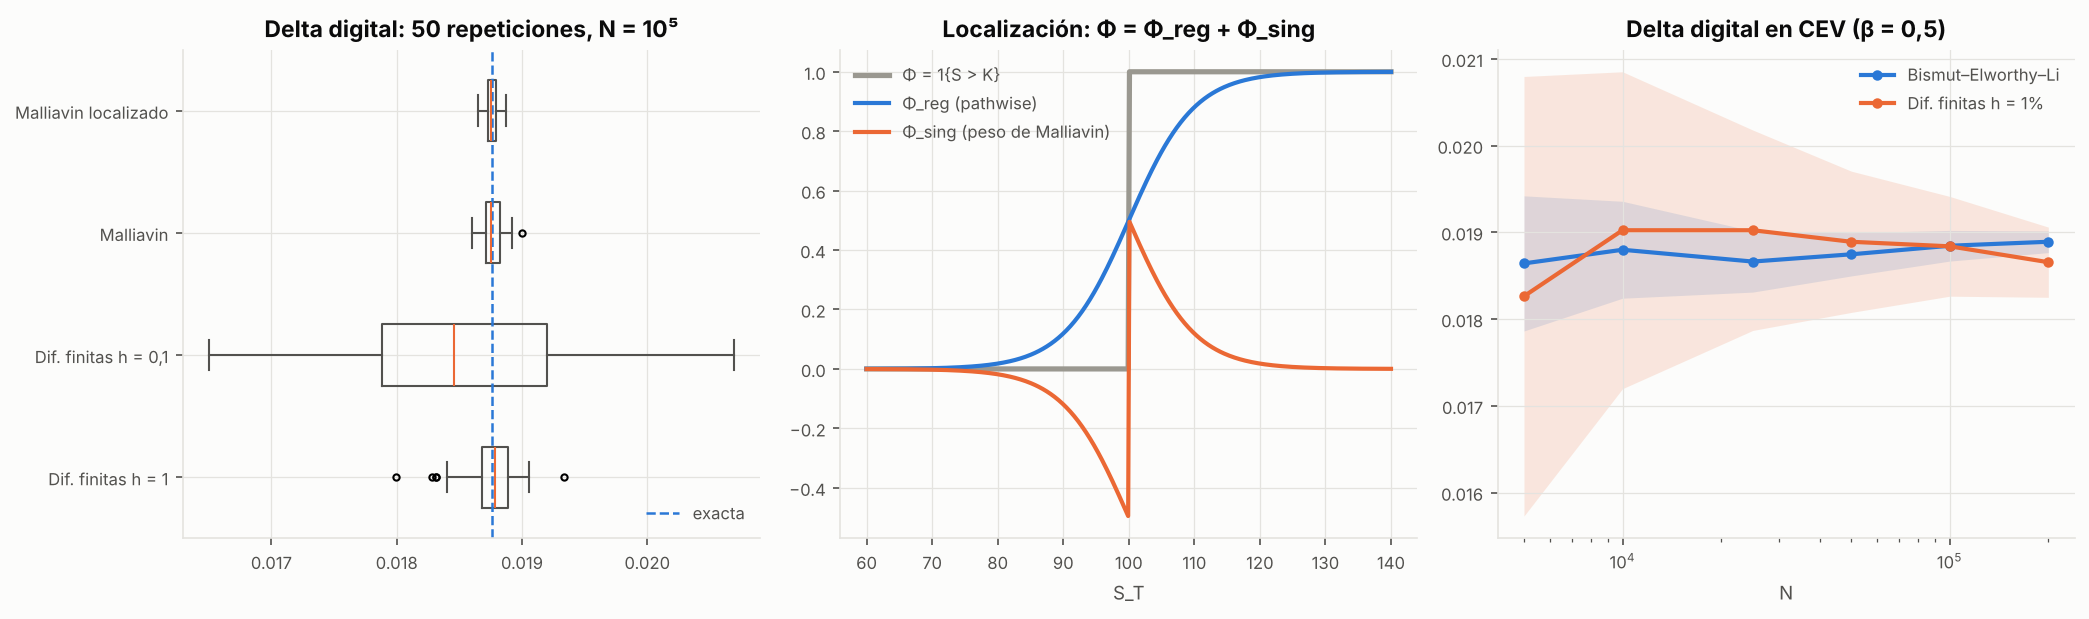 Delta digital: 50 repeticiones, N = 10⁵
Malliavin localizado
Malliavin
Dif. finitas h = 0,1
Dif. finitas h = 1
exacta
0.017
0.018
0.019
0.020
Localización: Φ = Φ_reg + Φ_sing
Φ = 1{S > K}
Φ_reg (pathwise)
Φ_sing (peso de Malliavin)
1.0
0.8
0.6
0.4
0.2
0.0
−0.2
−0.4
60
70
80
90
100
110
120
130
140
S_T
Delta digital en CEV (β = 0,5)
Bismut–Elworthy–Li
Dif. finitas h = 1%
0.021
0.020
0.019
0.018
0.017
0.016
10⁴
10⁵
N